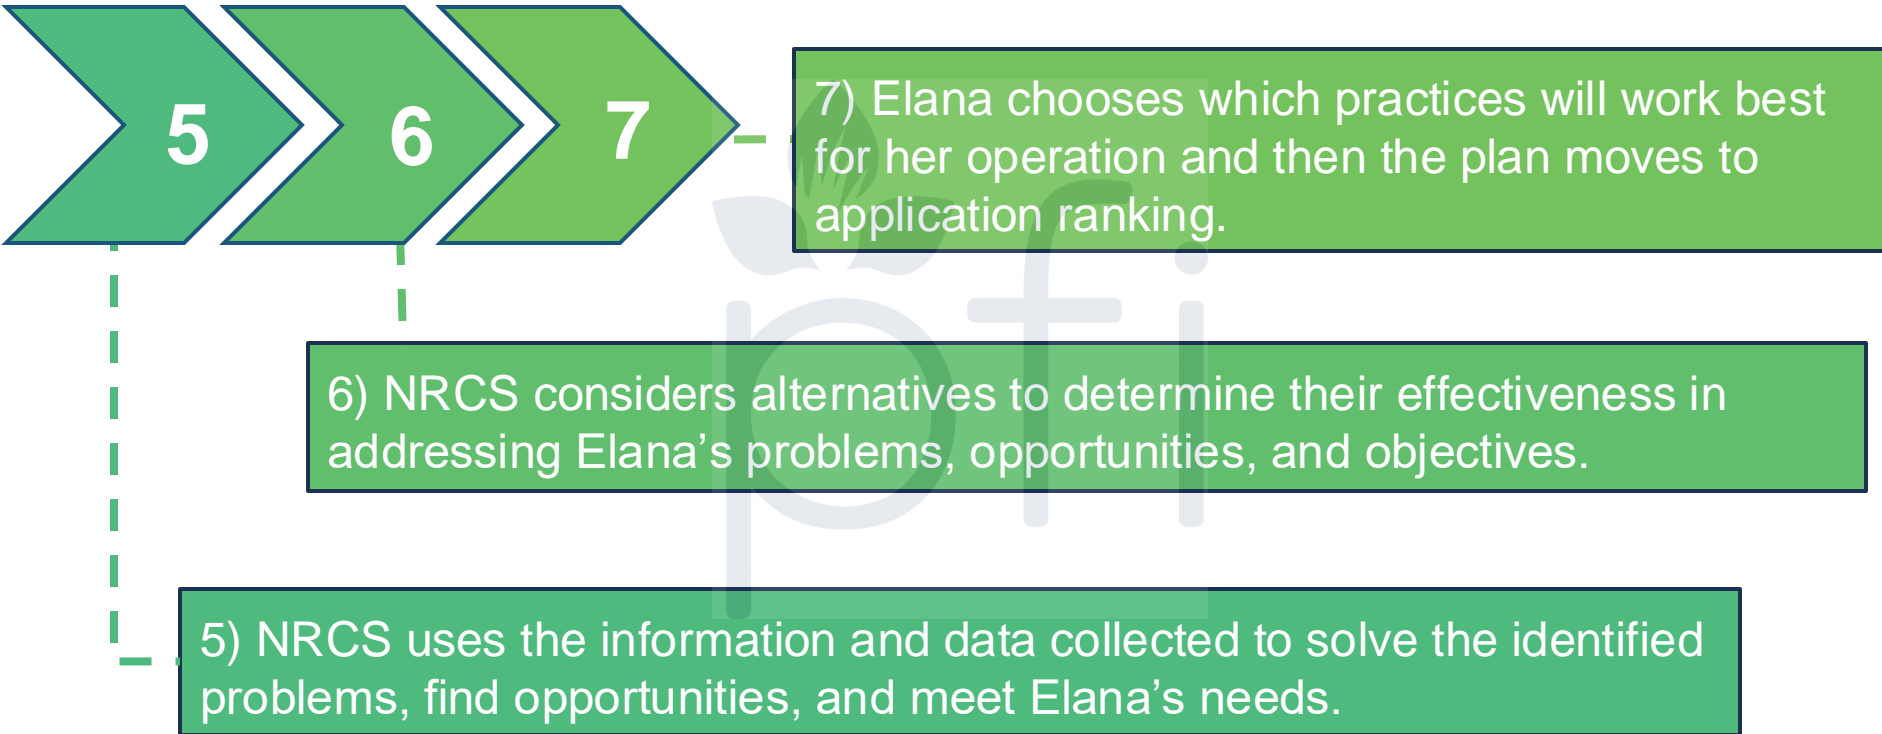 5
6
7
7) Elana chooses which practices will work best
for her operation and then the plan moves to
application ranking.
6) NRCS considers alternatives to determine their effectiveness in
addressing Elana’s problems, opportunities, and objectives.
5) NRCS uses the information and data collected to solve the identified
problems, find opportunities, and meet Elana’s needs.
pfi